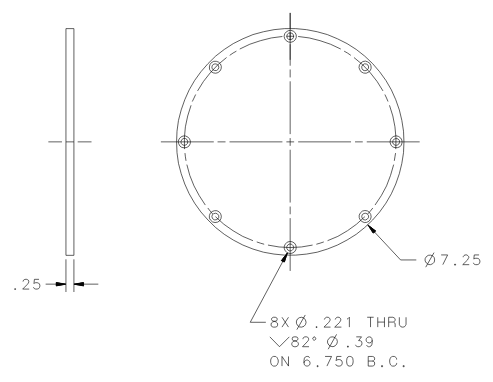 Ø7.25
.25
8X Ø.221 THRU
⌵82° Ø.39
ON 6.750 B.C.